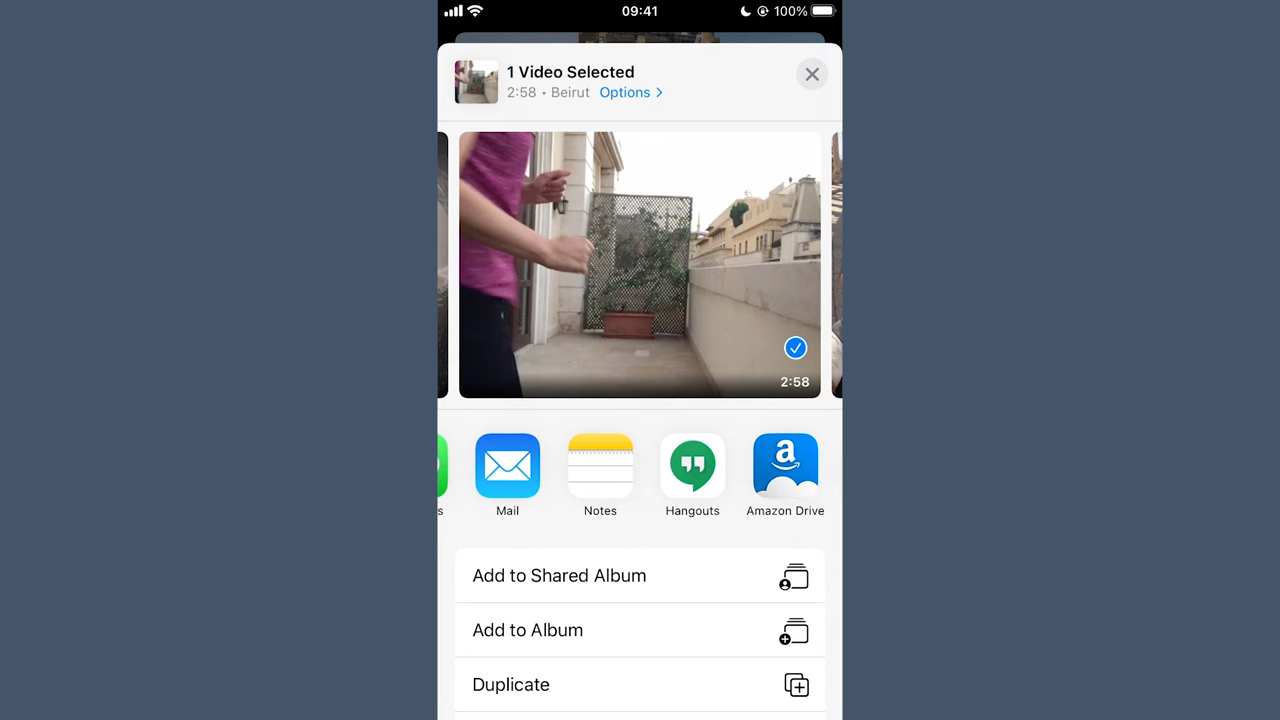 09:41
100%
1 Video Selected
2:58 • Beirut Options >
2:58
s
Mail
Notes
Hangouts
a
Amazon Drive
Add to Shared Album
Add to Album
Duplicate